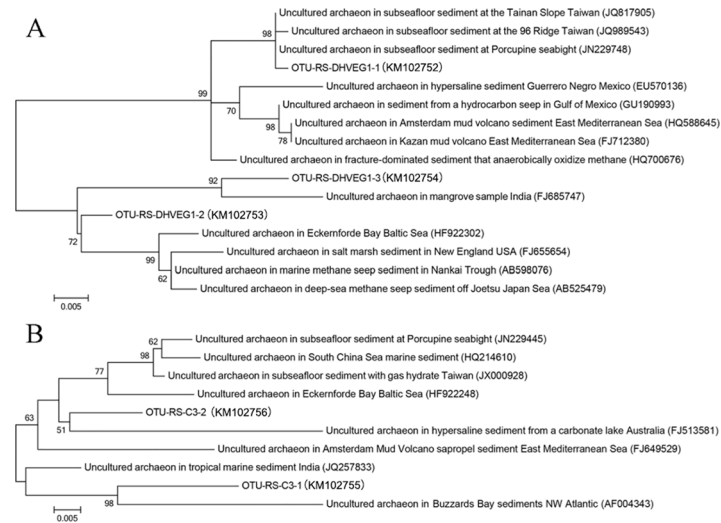 A
Uncultured archaeon in subseafloor sediment at the Tainan Slope Taiwan (JQ817905)
98
Uncultured archaeon in subseafloor sediment at the 96 Ridge Taiwan (JQ989543)
Uncultured archaeon in subseafloor sediment at Porcupine seabight (JN229748)
OTU-RS-DHVEG1-1 (KM102752)
99
Uncultured archaeon in hypersaline sediment Guerrero Negro Mexico (EU570136)
70
Uncultured archaeon in sediment from a hydrocarbon seep in Gulf of Mexico (GU190993)
98
Uncultured archaeon in Amsterdam mud volcano sediment East Mediterranean Sea (HQ588645)
78
Uncultured archaeon in Kazan mud volcano East Mediterranean Sea (FJ712380)
Uncultured archaeon in fracture-dominated sediment that anaerobically oxidize methane (HQ700676)
92
OTU-RS-DHVEG1-3 (KM102754)
Uncultured archaeon in mangrove sample India (FJ685747)
OTU-RS-DHVEG1-2 (KM102753)
72
Uncultured archaeon in Eckernforde Bay Baltic Sea (HF922302)
99
Uncultured archaeon in salt marsh sediment in New England USA (FJ655654)
62
Uncultured archaeon in marine methane seep sediment in Nankai Trough (AB598076)
Uncultured archaeon in deep-sea methane seep sediment off Joetsu Japan Sea (AB525479)
0.005
B
62
Uncultured archaeon in subseafloor sediment at Porcupine seabight (JN229445)
98
Uncultured archaeon in South China Sea marine sediment (HQ214610)
77
Uncultured archaeon in subseafloor sediment with gas hydrate Taiwan (JX000928)
Uncultured archaeon in Eckernforde Bay Baltic Sea (HF922248)
63
OTU-RS-C3-2 (KM102756)
51
Uncultured archaeon in hypersaline sediment from a carbonate lake Australia (FJ513581)
Uncultured archaeon in Amsterdam Mud Volcano sapropel sediment East Mediterranean Sea (FJ649529)
Uncultured archaeon in tropical marine sediment India (JQ257833)
OTU-RS-C3-1 (KM102755)
98
Uncultured archaeon in Buzzards Bay sediments NW Atlantic (AF004343)
0.005